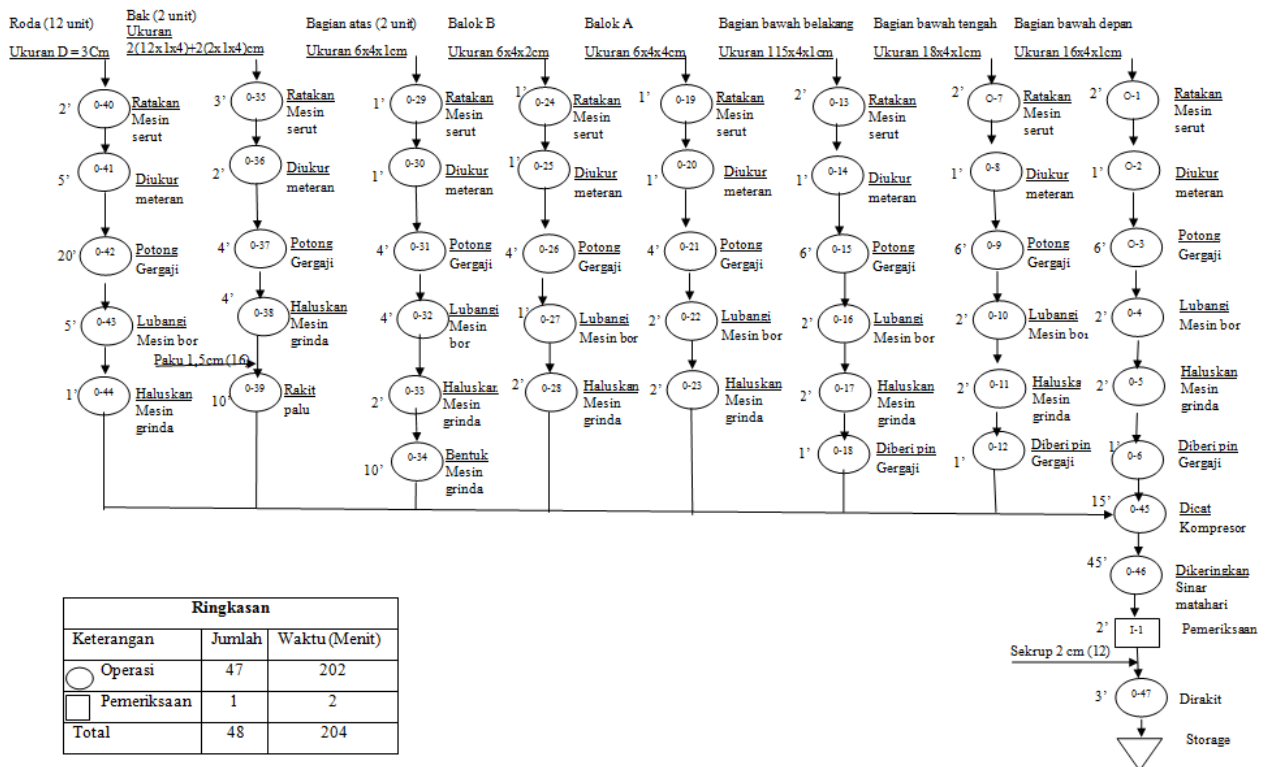 Roda (12 unit)
Ukuran D = 3Cm
2’
0-40
Ratakan
Mesin
serut
5’
0-41
Diukur
meteran
20’
0-42
Potong
Gergaji
5’
0-43
Lubangi
Mesin bor
1’
0-44
Haluskan
Mesin
grinda
Bak (2 unit)
Ukuran
2(12x1x4)+2(2x1x4)cm
3’
0-35
Ratakan
Mesin
serut
2’
0-36
Diukur
meteran
4’
0-37
Potong
Gergaji
4’
0-38
Haluskan
Mesin
grinda
Paku 1,5cm (16)
10’
0-39
Rakit
palu
Bagian atas (2 unit)
Ukuran 6x4x1cm
1’
0-29
Ratakan
Mesin
serut
1’
0-30
Diukur
meteran
4’
0-31
Potong
Gergaji
4’
0-32
Lubangi
Mesin
bor
2’
0-33
Haluskan
Mesin
grinda
10’
0-34
Bentuk
Mesin
grinda
Balok B
Ukuran 6x4x2cm
1’
0-24
Ratakan
Mesin
serut
1’
0-25
Diukur
meteran
4’
0-26
Potong
Gergaji
1’
0-27
Lubangi
Mesin bor
2’
0-28
Haluskan
Mesin
grinda
Balok A
Ukuran 6x4x4cm
1’
0-19
Ratakan
Mesin
serut
1’
0-20
Diukur
meteran
4’
0-21
Potong
Gergaji
2’
0-22
Lubangi
Mesin bor
2’
0-23
Haluskan
Mesin
grinda
Bagian bawah belakang
Ukuran 115x4x1cm
2’
0-13
Ratakan
Mesin
serut
1’
0-14
Diukur
meteran
6’
0-15
Potong
Gergaji
2’
0-16
Lubangi
Mesin bor
2’
0-17
Haluskan
Mesin
grinda
1’
0-18
Diberi pin
Gergaji
Bagian bawah tengah
Ukuran 18x4x1cm
2’
O-7
Ratakan
Mesin
serut
1’
0-8
Diukur
meteran
6’
0-9
Potong
Gergaji
2’
0-10
Lubangi
Mesin bor
2’
0-11
Haluska
Mesin
grinda
1’
0-12
Diberi pin
Gergaji
Bagian bawah depan
Ukuran 16x4x1cm
2’
O-1
Ratakan
Mesin
serut
1’
O-2
Diukur
meteran
6’
O-3
Potong
Gergaji
2’
0-4
Lubangi
Mesin bor
2’
0-5
Haluskan
Mesin
grinda
1’
0-6
Diberi pin
Gergaji
15’
0-45
Dicat
Kompresor
45’
0-46
Dikeringkan
Sinar
matahari
2’
I-1
Pemeriksaan
Sekrup 2 cm (12)
3’
0-47
Dirakit
Storage
Ringkasan
Keterangan Jumlah Waktu (Menit)
Operasi 47 202
Pemeriksaan 1 2
Total 48 204